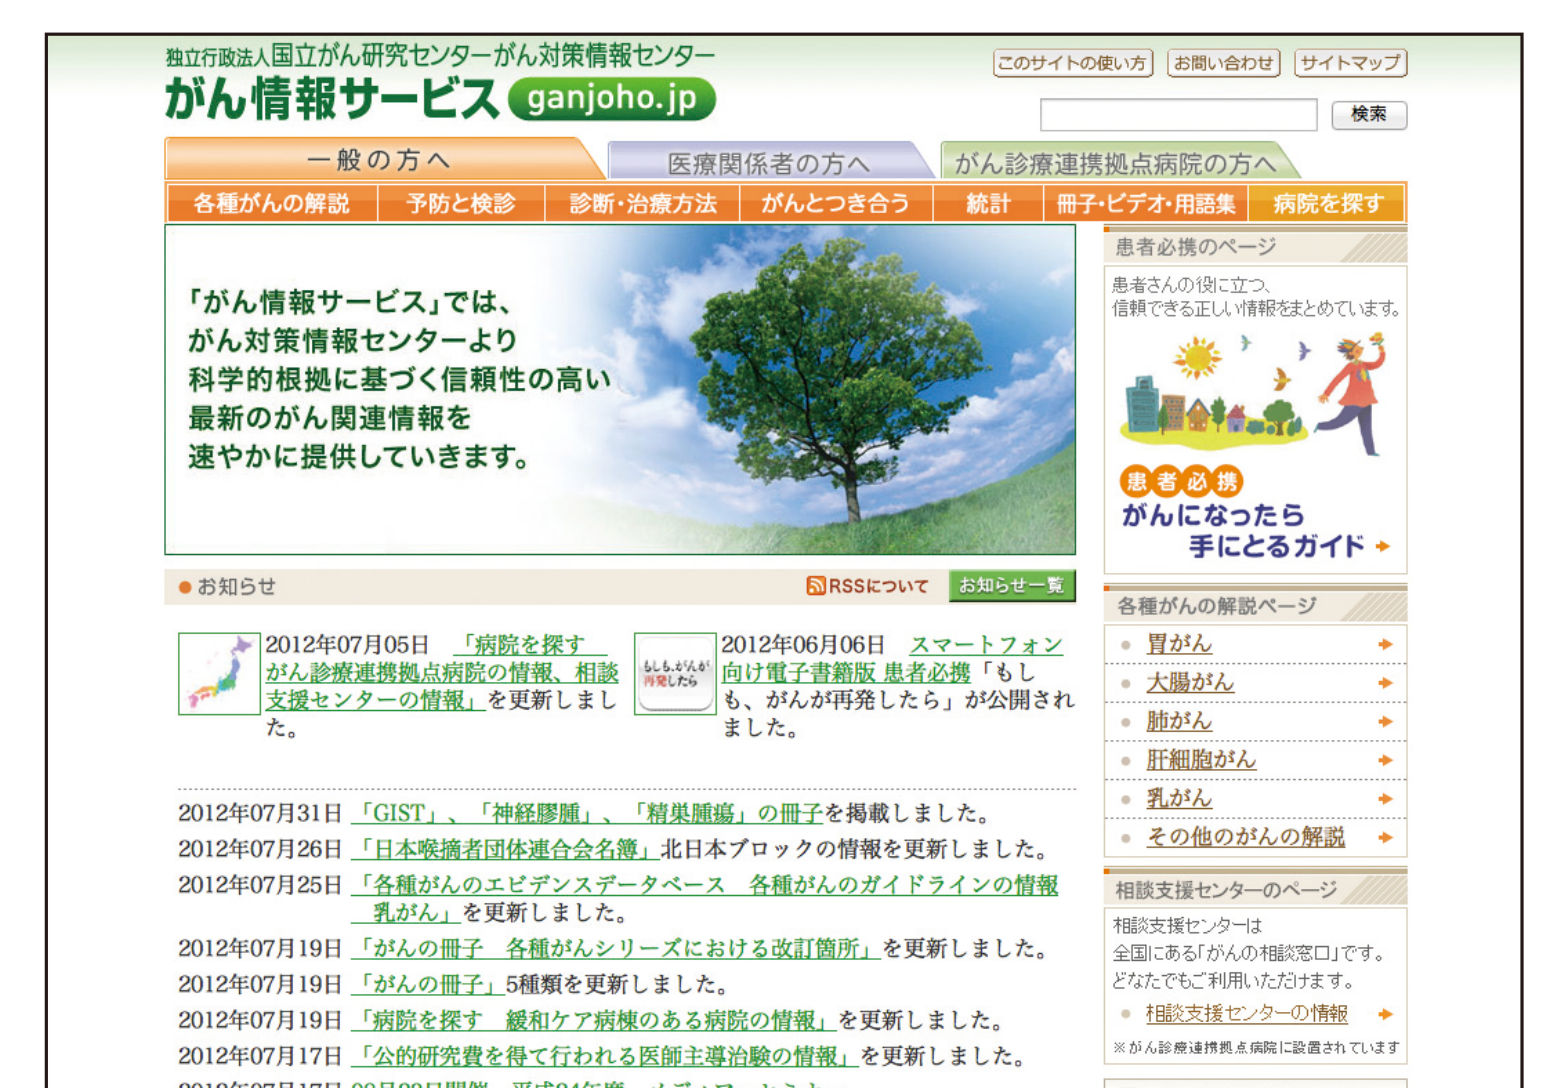 独立行政法人国立がん研究センターがん対策情報センター
がん情報サービス ganjoho.jp
このサイトの使い方 お問い合わせ サイトマップ
検索
一般の方へ 医療関係者の方へ がん診療連携拠点病院の方へ
各種がんの解説 予防と検診 診断・治療方法 がんとつき合う 統計 冊子・ビデオ・用語集 病院を探す
「がん情報サービス」では、
がん対策情報センターより
科学的根拠に基づく信頼性の高い
最新のがん関連情報を
速やかに提供していきます。
お知らせ RSSについて お知らせ一覧
2012年07月05日 「病院を探す
がん診療連携拠点病院の情報、相談
支援センターの情報」を更新しまし
た。
もしも、がんが
再発したら
2012年06月06日 スマートフォン
向け電子書籍版 患者必携「もし
も、がんが再発したら」が公開され
ました。
2012年07月31日 「GIST」、「神経膠腫」、「精巣腫瘍」の冊子を掲載しました。
2012年07月26日 「日本喉摘者団体連合会名簿」北日本ブロックの情報を更新しました。
2012年07月25日 「各種がんのエビデンスデータベース 各種がんのガイドラインの情報
乳がん」を更新しました。
2012年07月19日 「がんの冊子 各種がんシリーズにおける改訂箇所」を更新しました。
2012年07月19日 「がんの冊子」5種類を更新しました。
2012年07月19日 「病院を探す 緩和ケア病棟のある病院の情報」を更新しました。
2012年07月17日 「公的研究費を得て行われる医師主導治験の情報」を更新しました。
患者必携のページ
患者さんの役に立つ、
信頼できる正しい情報をまとめています。
患者必携
がんになったら
手にとるガイド
各種がんの解説ページ
胃がん
大腸がん
肺がん
肝細胞がん
乳がん
その他のがんの解説
相談支援センターのページ
相談支援センターは
全国にある「がんの相談窓口」です。
どなたでもご利用いただけます。
相談支援センターの情報
※がん診療連携拠点病院に設置されています